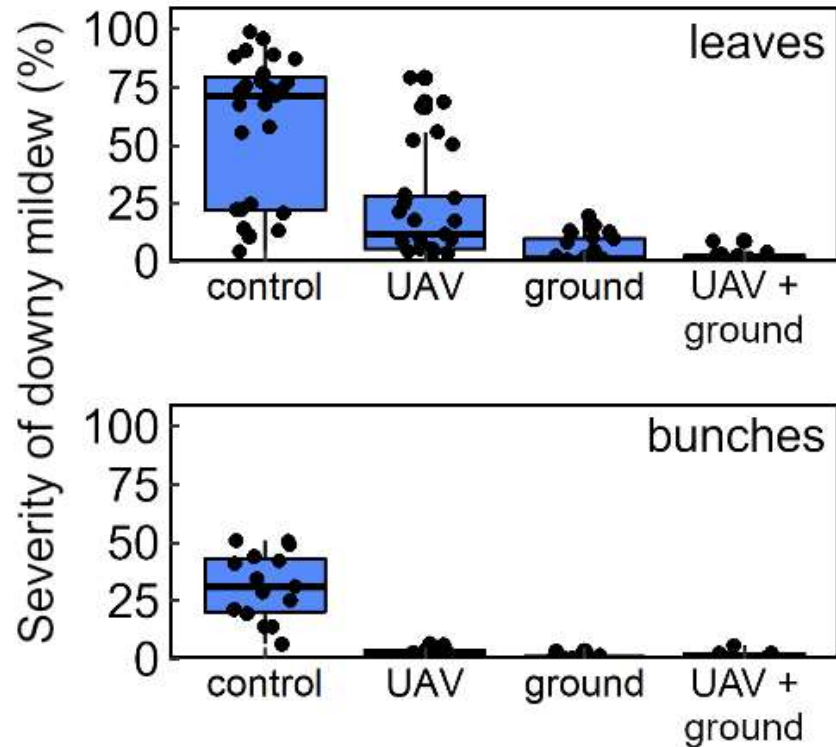 Severity of downy mildew (%)
leaves
100
75
50
25
0
control UAV ground UAV +
ground
bunches
100
75
50
25
0
control UAV ground UAV +
ground